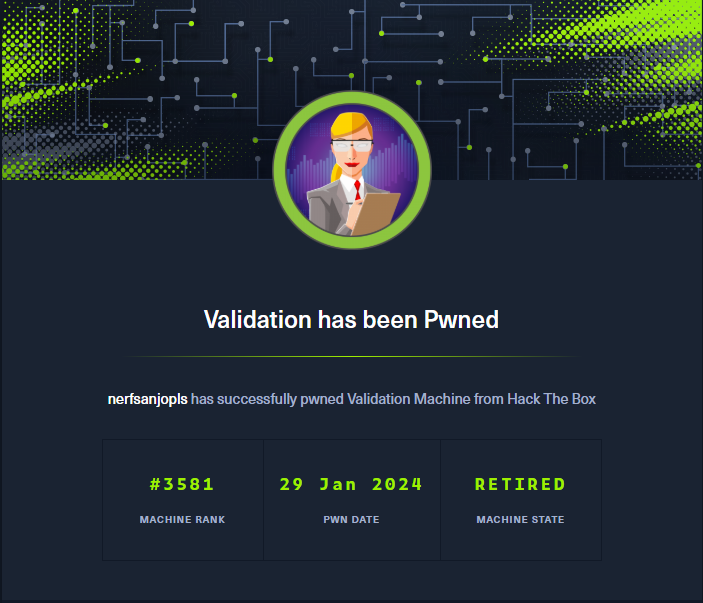 Validation has been Pwned
nerfsanjopls has successfully pwned Validation Machine from Hack The Box
#3581 29 Jan 2024 RETIRED
MACHINE RANK PWN DATE MACHINE STATE